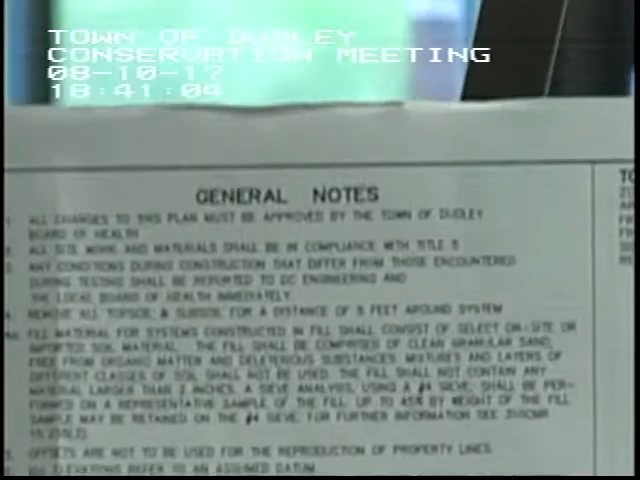 TOWN OF DUDLEY
CONSERVATION MEETING
08-10-17
18:41:04
GENERAL NOTES
ALL CHANGES TO THIS PLAN MUST BE APPROVED BY THE TOWN OF DUDLEY
BOARD OF HEALTH
ALL SITE WORK AND MATERIALS SHALL BE IN COMPLIANCE WITH TITLE 5
ANY CONDITIONS DURING CONSTRUCTION THAT DIFFER FROM THOSE ENCOUNTERED
DURING TESTING SHALL BE REPORTED TO DC ENGINEERING AND
THE LOCAL BOARD OF HEALTH IMMEDIATELY.
REMOVE ALL TOPSOIL & SUBSOIL FOR A DISTANCE OF 5 FEET AROUND SYSTEM
FILL MATERIAL FOR SYSTEMS CONSTRUCTED IN FILL SHALL CONSIST OF SELECT ON-SITE OR
IMPORTED SOIL MATERIAL. THE FILL SHALL BE COMPRISED OF CLEAN GRANULAR SAND,
FREE FROM ORGANIC MATTER AND DELETERIOUS SUBSTANCES. MIXTURES AND LAYERS OF
DIFFERENT CLASSES OF SOIL SHALL NOT BE USED. THE FILL SHALL NOT CONTAIN ANY
MATERIAL LARGER THAN 2 INCHES. A SIEVE ANALYSIS, USING A #4 SIEVE, SHALL BE PER-
FORMED ON A REPRESENTATIVE SAMPLE OF THE FILL. UP TO 45% BY WEIGHT OF THE FILL
SAMPLE MAY BE RETAINED ON THE #4 SIEVE. FOR FURTHER INFORMATION SEE 310CMR
OFFSETS ARE NOT TO BE USED FOR THE REPRODUCTION OF PROPERTY LINES.
ELEVATIONS REFER TO AN ASSUMED DATUM.